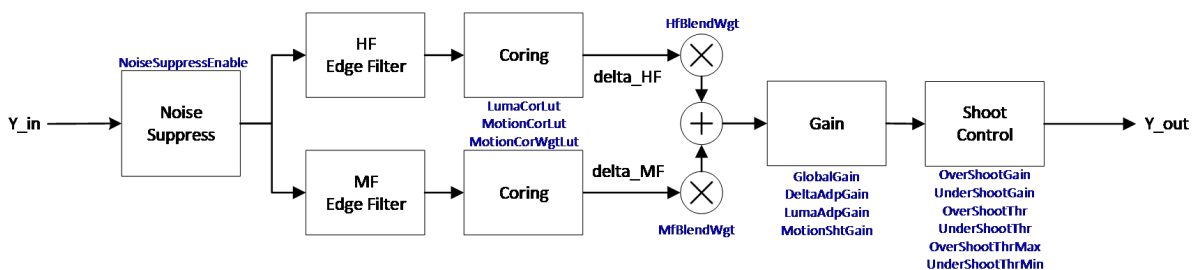 NoiseSuppressEnable
Y_in
Noise
Suppress
HF
Edge Filter
Coring
delta_HF
HfBlendWgt
LumaCorLut
MotionCorLut
MotionCorWgtLut
MF
Edge Filter
Coring
delta_MF
MfBlendWgt
Gain
GlobalGain
DeltaAdpGain
LumaAdpGain
MotionShtGain
Shoot
Control
OverShootGain
UnderShootGain
OverShootThr
UnderShootThr
OverShootThrMax
UnderShootThrMin
Y_out